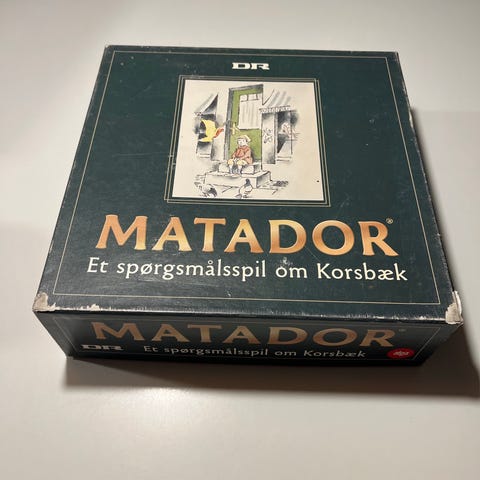 DR
MATADOR®
Et spørgsmålsspil om Korsbæk
MATADOR®
DR Et spørgsmålsspil om Korsbæk